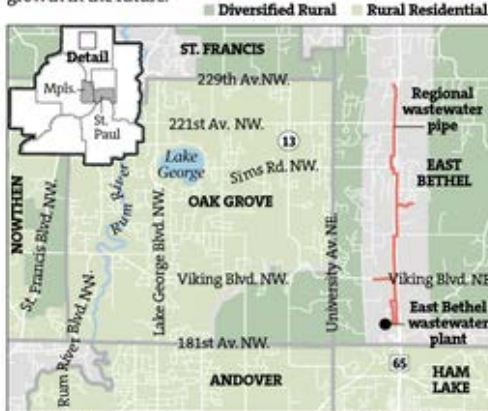 growth in the future.
Diversified Rural
Rural Residential
Detail
Mpls.
St.
Paul
ST. FRANCIS
229th Av.NW.
221st Av. NW.
13
Regional
wastewater
pipe
Lake
George
Sims Rd. NW.
EAST
BETHEL
NOWTHEN
St. Francis Blvd. NW.
Rum River
Lake George Blvd. NW.
OAK GROVE
University Av. NE.
Viking Blvd. NW.
Viking Blvd. NE
East Bethel
wastewater
plant
Rum River Blvd. NW.
181st Av. NW.
65
ANDOVER
HAM
LAKE